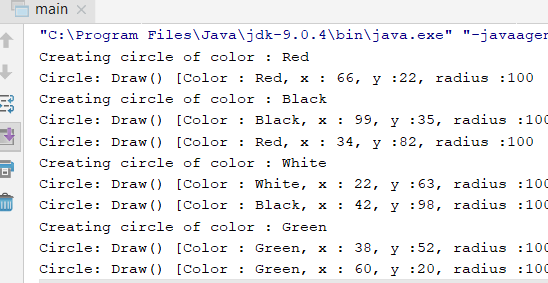 main
"C:\Program Files\Java\jdk-9.0.4\bin\java.exe" "-javaagen
Creating circle of color : Red
Circle: Draw() [Color : Red, x : 66, y :22, radius :100
Creating circle of color : Black
Circle: Draw() [Color : Black, x : 99, y :35, radius :100
Circle: Draw() [Color : Red, x : 34, y :82, radius :100
Creating circle of color : White
Circle: Draw() [Color : White, x : 22, y :63, radius :100
Circle: Draw() [Color : Black, x : 42, y :98, radius :100
Creating circle of color : Green
Circle: Draw() [Color : Green, x : 38, y :52, radius :100
Circle: Draw() [Color : Green, x : 60, y :20, radius :100